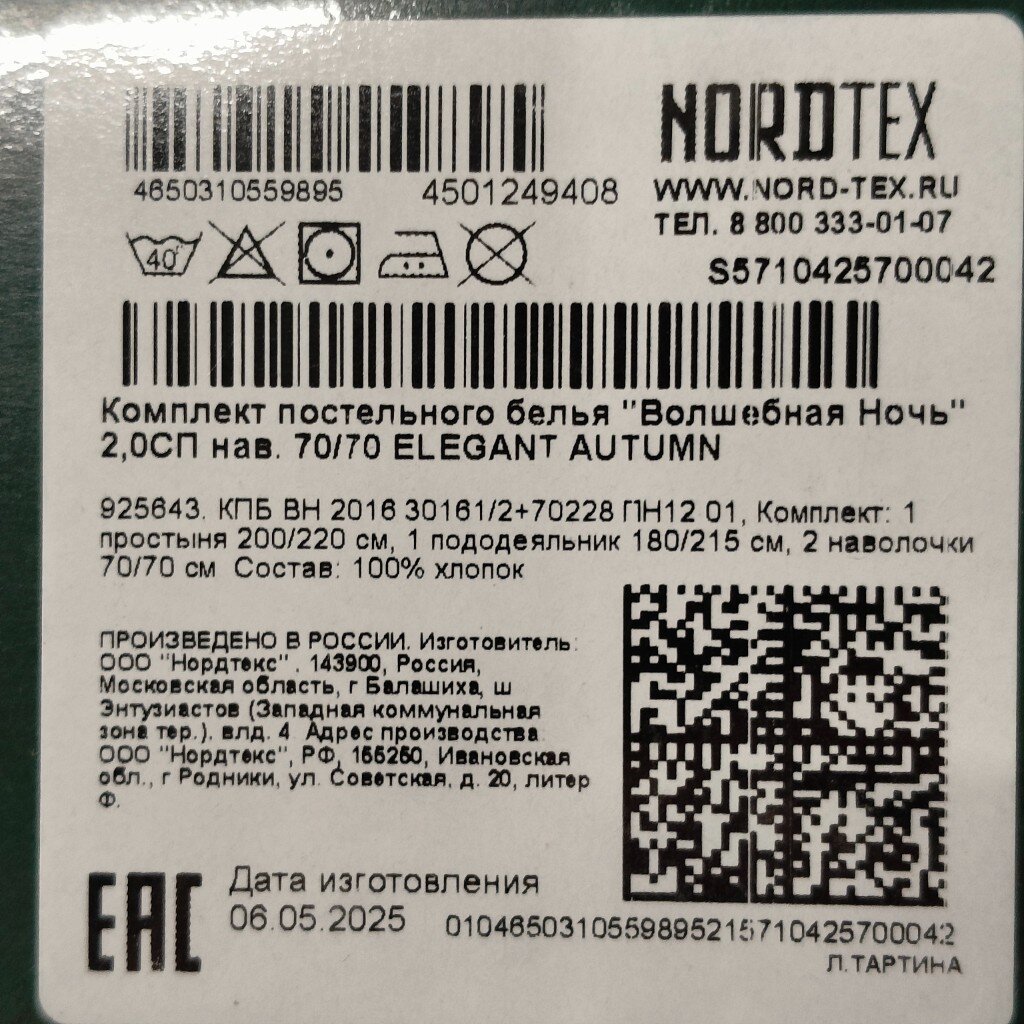 NORDTEX
4650310559895 4501249408
WWW.NORD-TEX.RU
ТЕЛ. 8 800 333-01-07
40°
S5710425700042
Комплект постельного белья "Волшебная Ночь"
2,0СП нав. 70/70 ELEGANT AUTUMN
925643. КПБ ВН 2016 30161/2+70228 ПН12 01, Комплект: 1
простыня 200/220 см, 1 пододеяльник 180/215 см, 2 наволочки
70/70 см Состав: 100% хлопок
ПРОИЗВЕДЕНО В РОССИИ. Изготовитель:
ООО "Нордтекс" . 143900, Россия,
Московская область, г Балашиха, ш
Энтузиастов (Западная коммунальная
зона тер.). влд. 4 Адрес производства
ООО "Нордтекс", РФ, 155250, Ивановская
обл., г Родники, ул. Советская, д. 20, литер
Ф.
EAC
Дата изготовления
06.05.2025
0104650310559895215710425700042
Л.ТАРТИНА